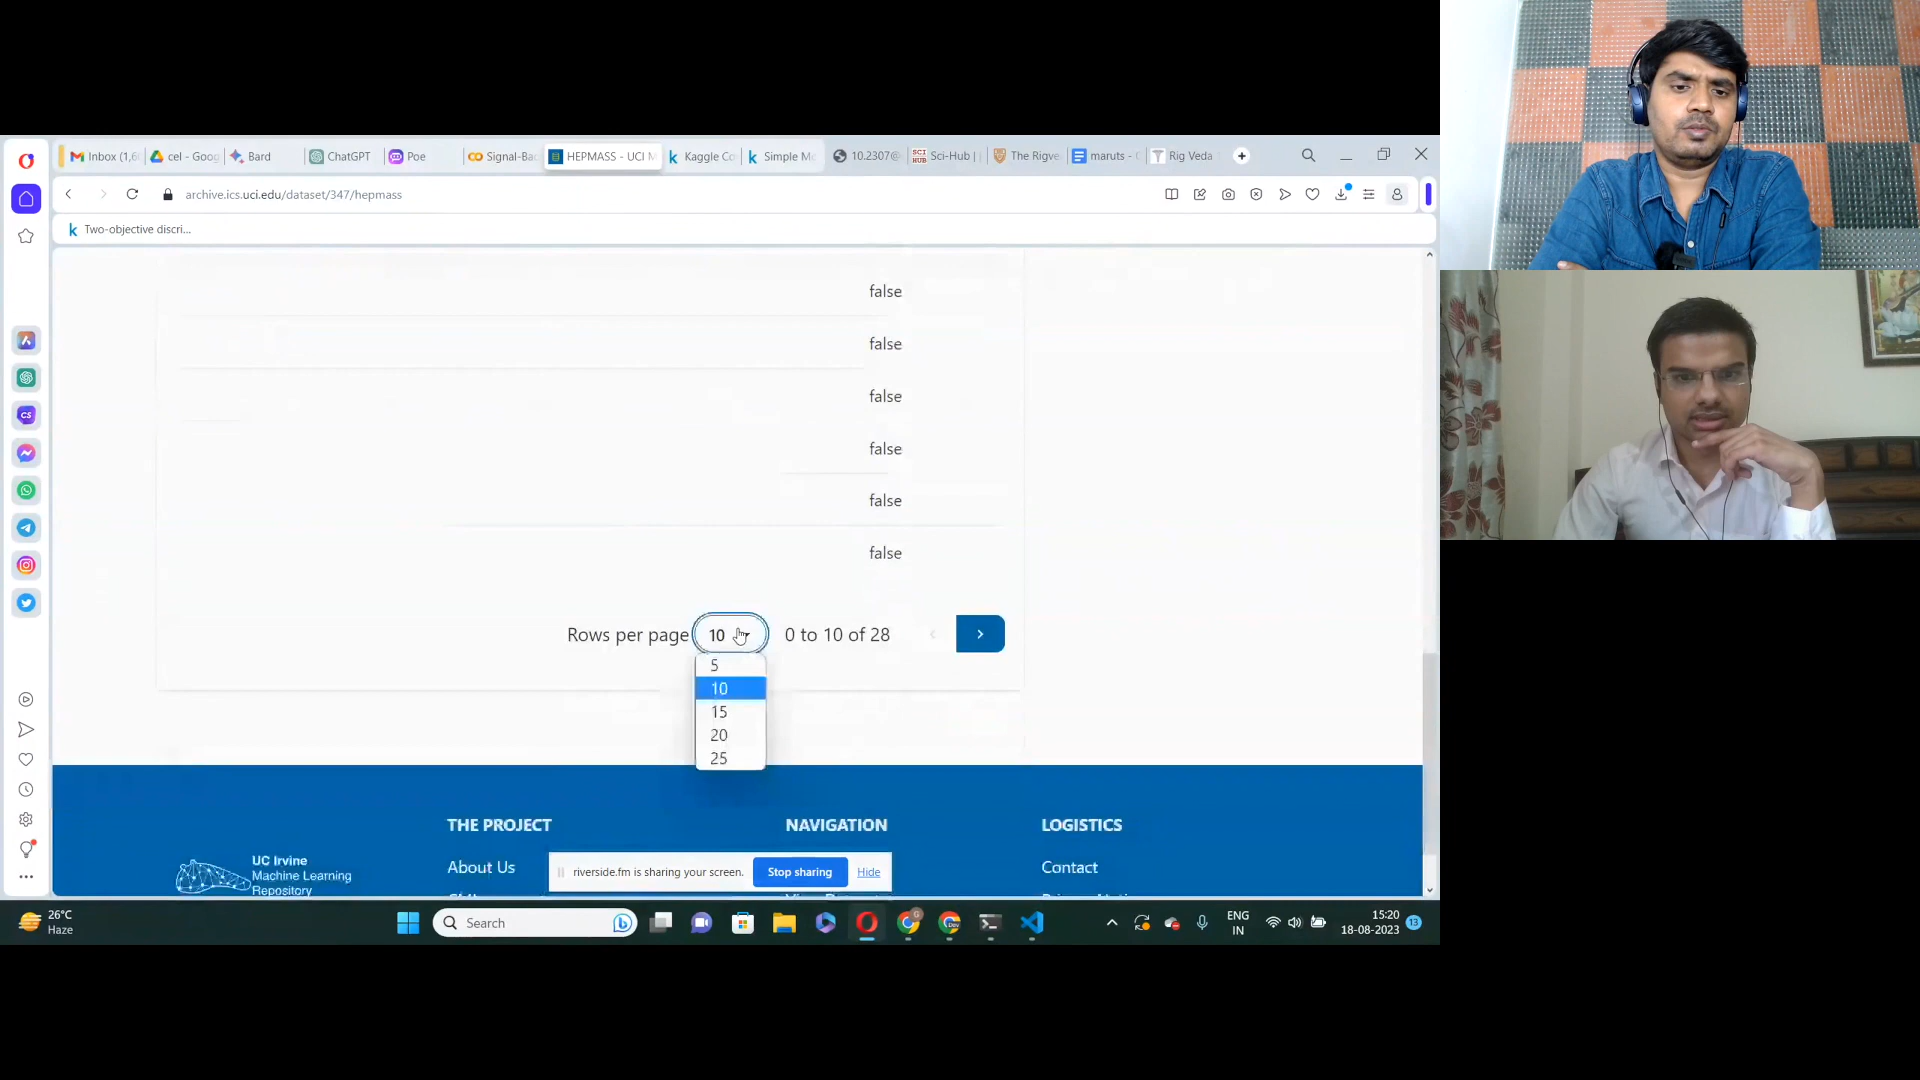 Inbox (1,6
cel - Goog
Bard
ChatGPT
Poe
Signal-Bac
HEPMASS - UCI M
Kaggle Co
Simple Mo
10.2307@
Sci-Hub |
The Rigve
maruts -
Rig Veda
archive.ics.uci.edu/dataset/347/hepmass
Two-objective discri...
false
false
false
false
false
false
Rows per page 10 0 to 10 of 28
5
10
15
20
25
THE PROJECT
NAVIGATION
LOGISTICS
About Us
Contact
UC Irvine
Machine Learning
Repository
riverside.fm is sharing your screen. Stop sharing Hide
26°C
Haze
Search
ENG
IN
15:20
18-08-2023
13